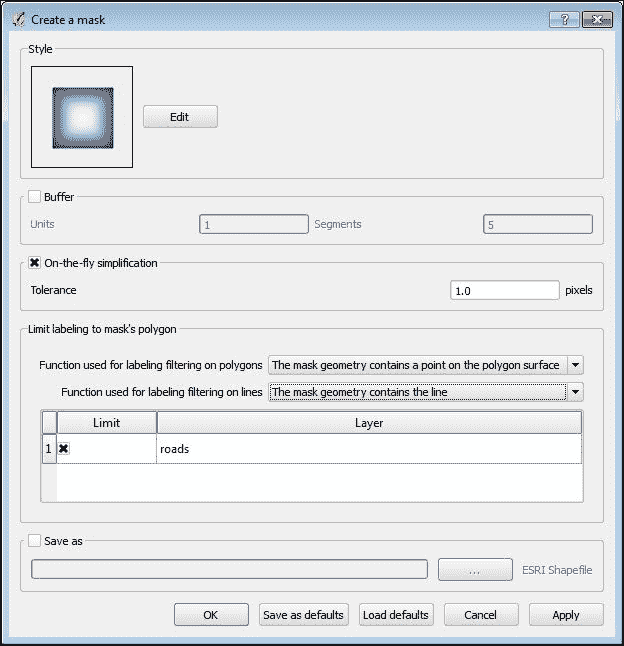 Create a mask
Style
Edit
Buffer
Units 1 Segments 5
On-the-fly simplification
Tolerance 1.0 pixels
Limit labeling to mask's polygon
Function used for labeling filtering on polygons The mask geometry contains a point on the polygon surface
Function used for labeling filtering on lines The mask geometry contains the line
Limit Layer
1 roads
Save as
... ESRI Shapefile
OK Save as defaults Load defaults Cancel Apply